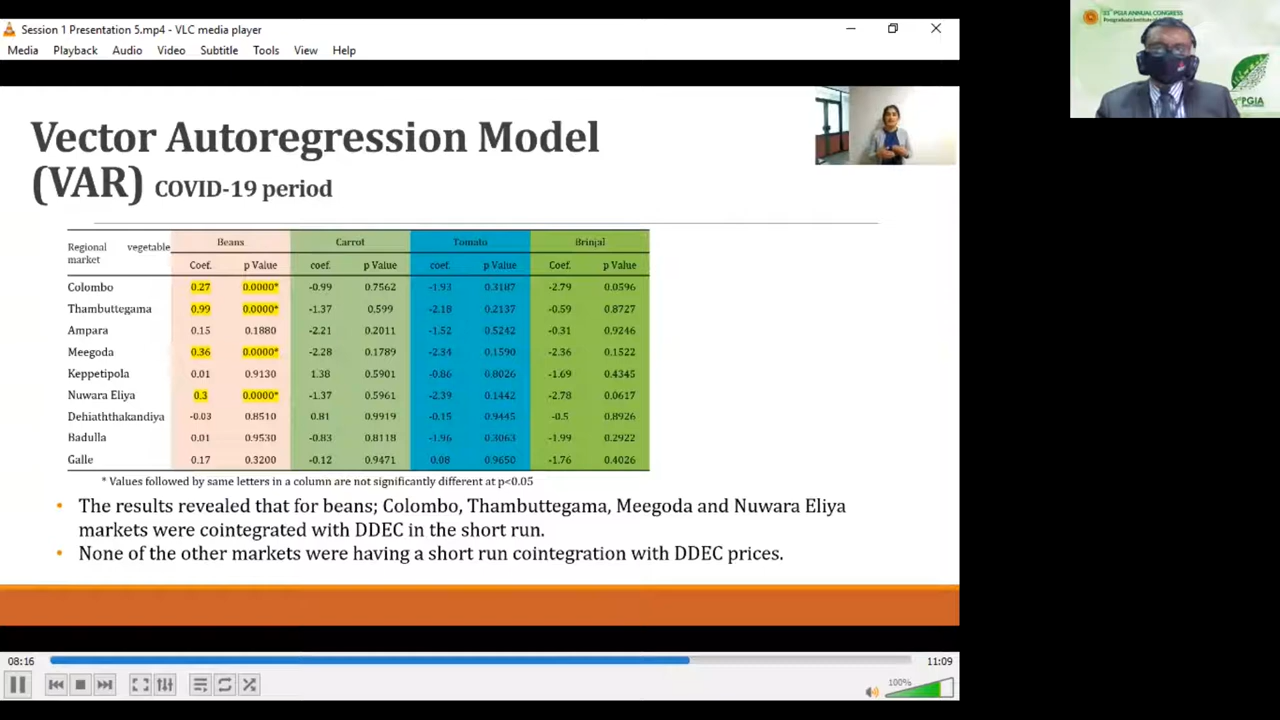 Session 1 Presentation 5.mp4 - VLC media player
Media Playback Audio Video Subtitle Tools View Help
33rd PGIA ANNUAL CONGRESS
Postgraduate Institute of
PGIA
Vector Autoregression Model
(VAR) COVID-19 period
Regional vegetable market Beans Carrot Tomato Brinjal
Coef. p Value coef. p Value coef. p Value Coef. p Value
Colombo 0.27 0.0000* -0.99 0.7562 -1.93 0.3187 -2.79 0.0596
Thambuttegama 0.99 0.0000* -1.37 0.599 -2.18 0.2137 -0.59 0.8727
Ampara 0.15 0.1880 -2.21 0.2011 -1.52 0.5242 -0.31 0.9246
Meegoda 0.36 0.0000* -2.28 0.1789 -2.34 0.1590 -2.36 0.1522
Keppetipola 0.01 0.9130 1.38 0.5901 -0.86 0.8026 -1.69 0.4345
Nuwara Eliya 0.3 0.0000* -1.37 0.5961 -2.39 0.1442 -2.78 0.0617
Dehiaththakandiya -0.03 0.8510 0.81 0.9919 -0.15 0.9445 -0.5 0.8926
Badulla 0.01 0.9530 -0.83 0.8118 -1.96 0.3063 -1.99 0.2922
Galle 0.17 0.3200 -0.12 0.9471 0.08 0.9650 -1.76 0.4026
* Values followed by same letters in a column are not significantly different at p<0.05
• The results revealed that for beans; Colombo, Thambuttegama, Meegoda and Nuwara Eliya
markets were cointegrated with DDEC in the short run.
• None of the other markets were having a short run cointegration with DDEC prices.
08:16 11:09
100%